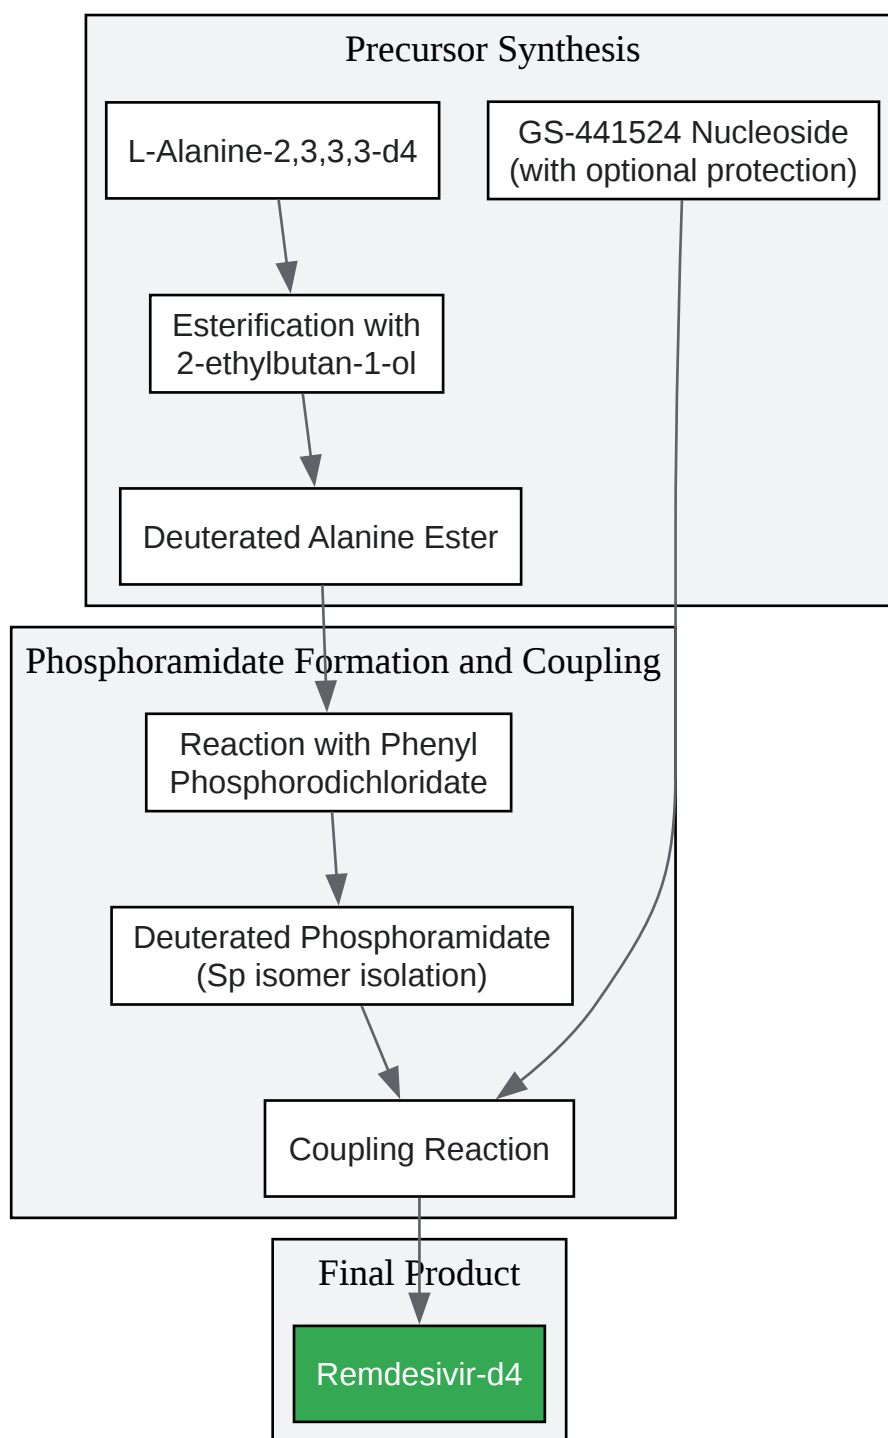 Precursor Synthesis
L-Alanine-2,3,3,3-d4
GS-441524 Nucleoside
(with optional protection)
Esterification with
2-ethylbutan-1-ol
Deuterated Alanine Ester
Phosphoramidate Formation and Coupling
Reaction with Phenyl
Phosphorodichloridate
Deuterated Phosphoramidate
(Sp isomer isolation)
Coupling Reaction
Final Product
Remdesivir-d4